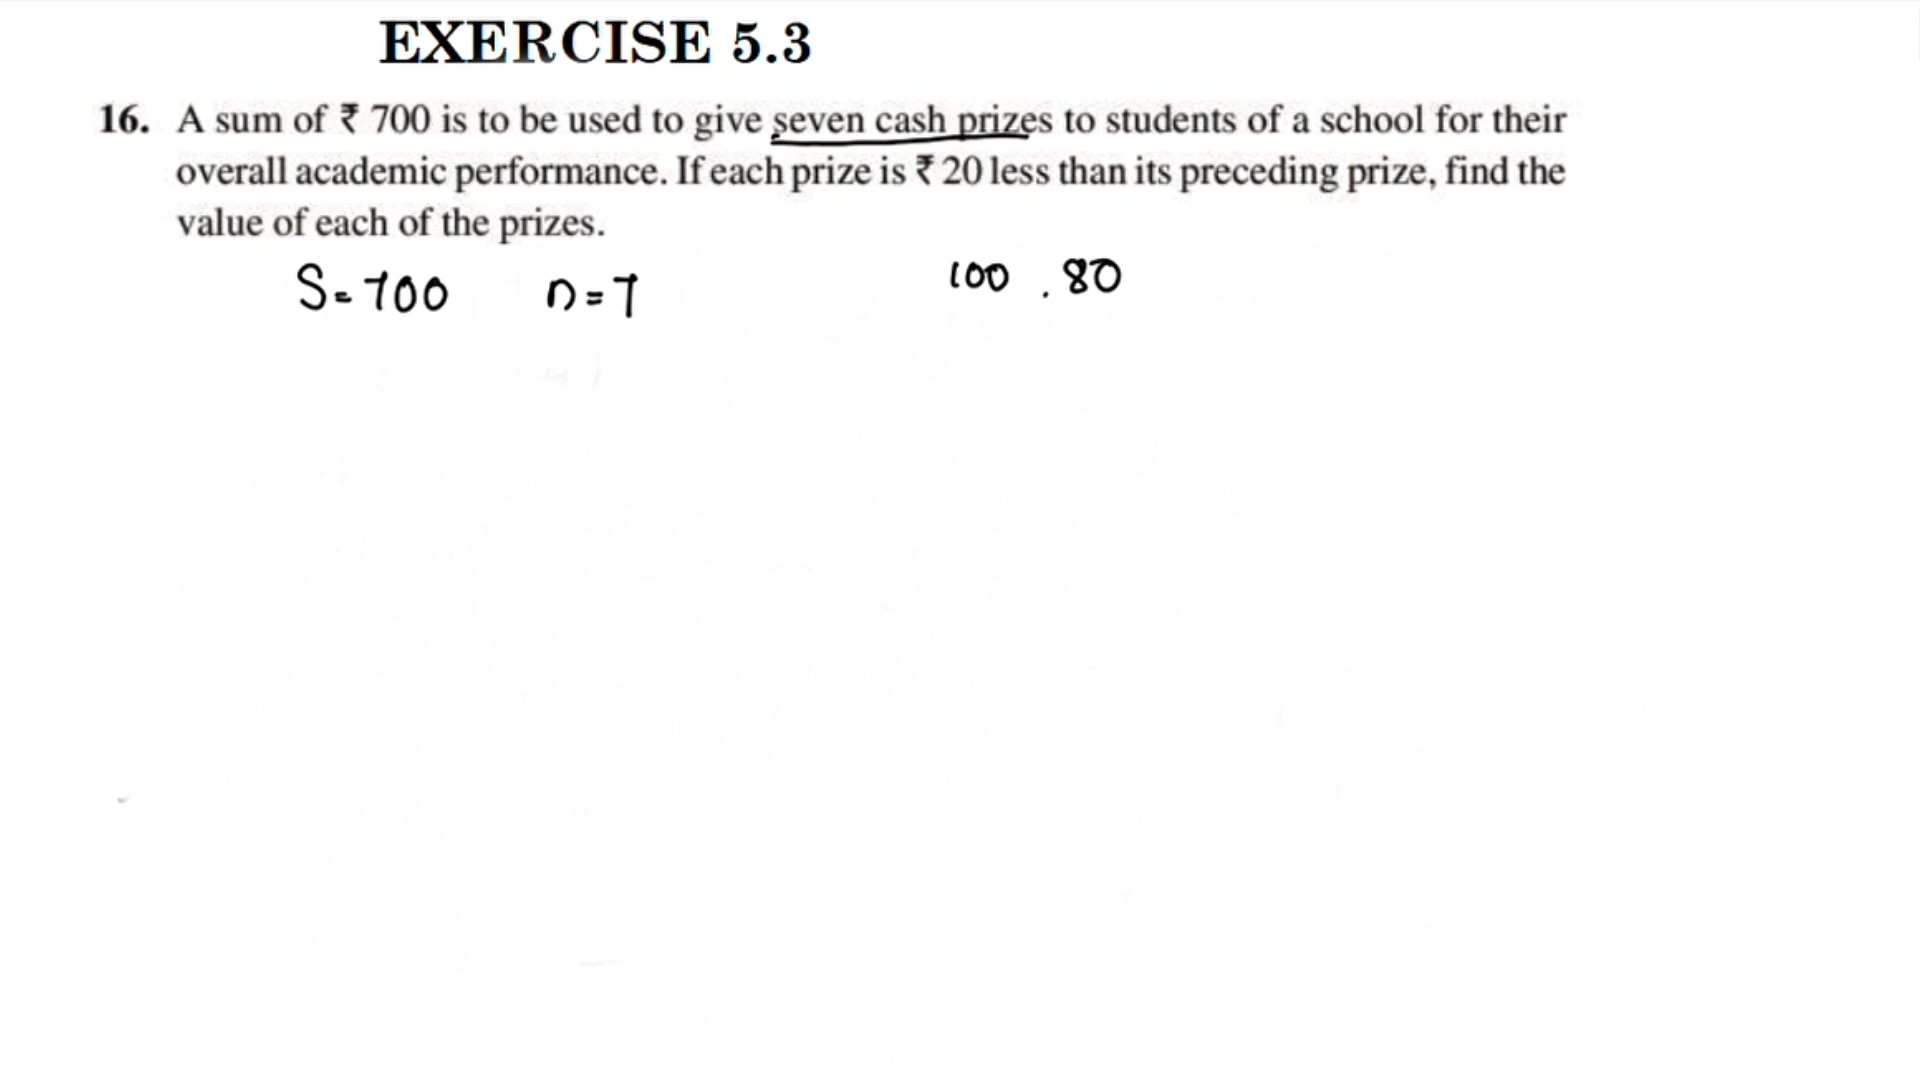 EXERCISE 5.3
16. A sum of ₹ 700 is to be used to give seven cash prizes to students of a school for their
overall academic performance. If each prize is ₹ 20 less than its preceding prize, find the
value of each of the prizes.
S = 700 n = 7 100 . 80